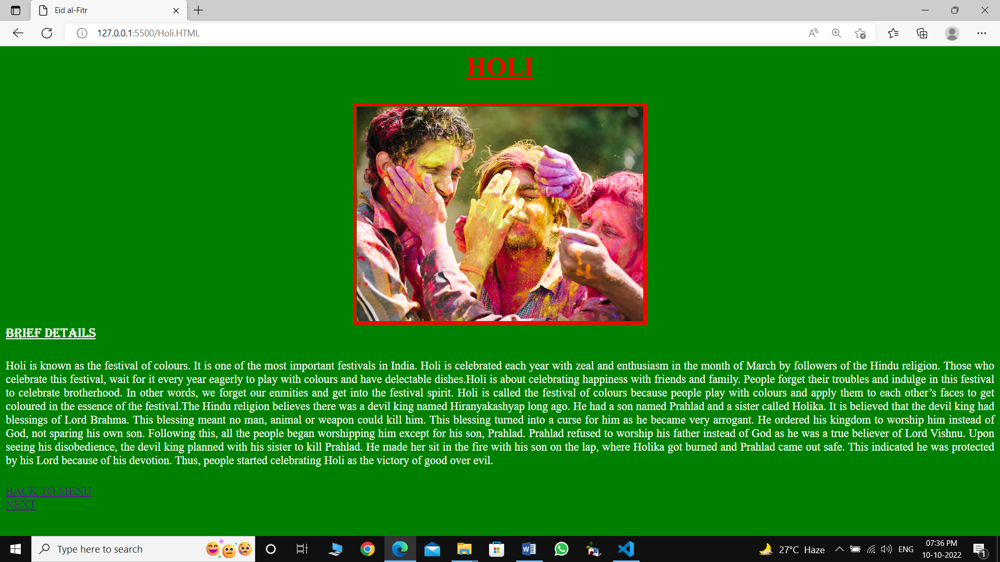 Eid al-Fitr
127.0.0.1:5500/Holi.HTML
HOLI
BRIEF DETAILS
Holi is known as the festival of colours. It is one of the most important festivals in India. Holi is celebrated each year with zeal and enthusiasm in the month of March by followers of the Hindu religion. Those who
celebrate this festival, wait for it every year eagerly to play with colours and have delectable dishes.Holi is about celebrating happiness with friends and family. People forget their troubles and indulge in this festival
to celebrate brotherhood. In other words, we forget our enmities and get into the festival spirit. Holi is called the festival of colours because people play with colours and apply them to each other’s faces to get
coloured in the essence of the festival.The Hindu religion believes there was a devil king named Hiranyakashyap long ago. He had a son named Prahlad and a sister called Holika. It is believed that the devil king had
blessings of Lord Brahma. This blessing meant no man, animal or weapon could kill him. This blessing turned into a curse for him as he became very arrogant. He ordered his kingdom to worship him instead of
God, not sparing his own son. Following this, all the people began worshipping him except for his son, Prahlad. Prahlad refused to worship his father instead of God as he was a true believer of Lord Vishnu. Upon
seeing his disobedience, the devil king planned with his sister to kill Prahlad. He made her sit in the fire with his son on the lap, where Holika got burned and Prahlad came out safe. This indicated he was protected
by his Lord because of his devotion. Thus, people started celebrating Holi as the victory of good over evil.
BACK TO MENU
NEXT
Type here to search
27°C Haze
ENG
07:36 PM
10-10-2022
1